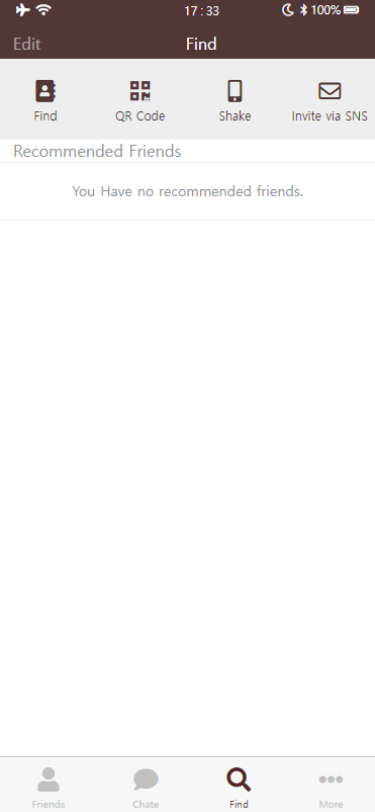 17 : 33
100%
Edit
Find
Find
QR Code
Shake
Invite via SNS
Recommended Friends
You Have no recommended friends.
Friends
Chate
Find
More